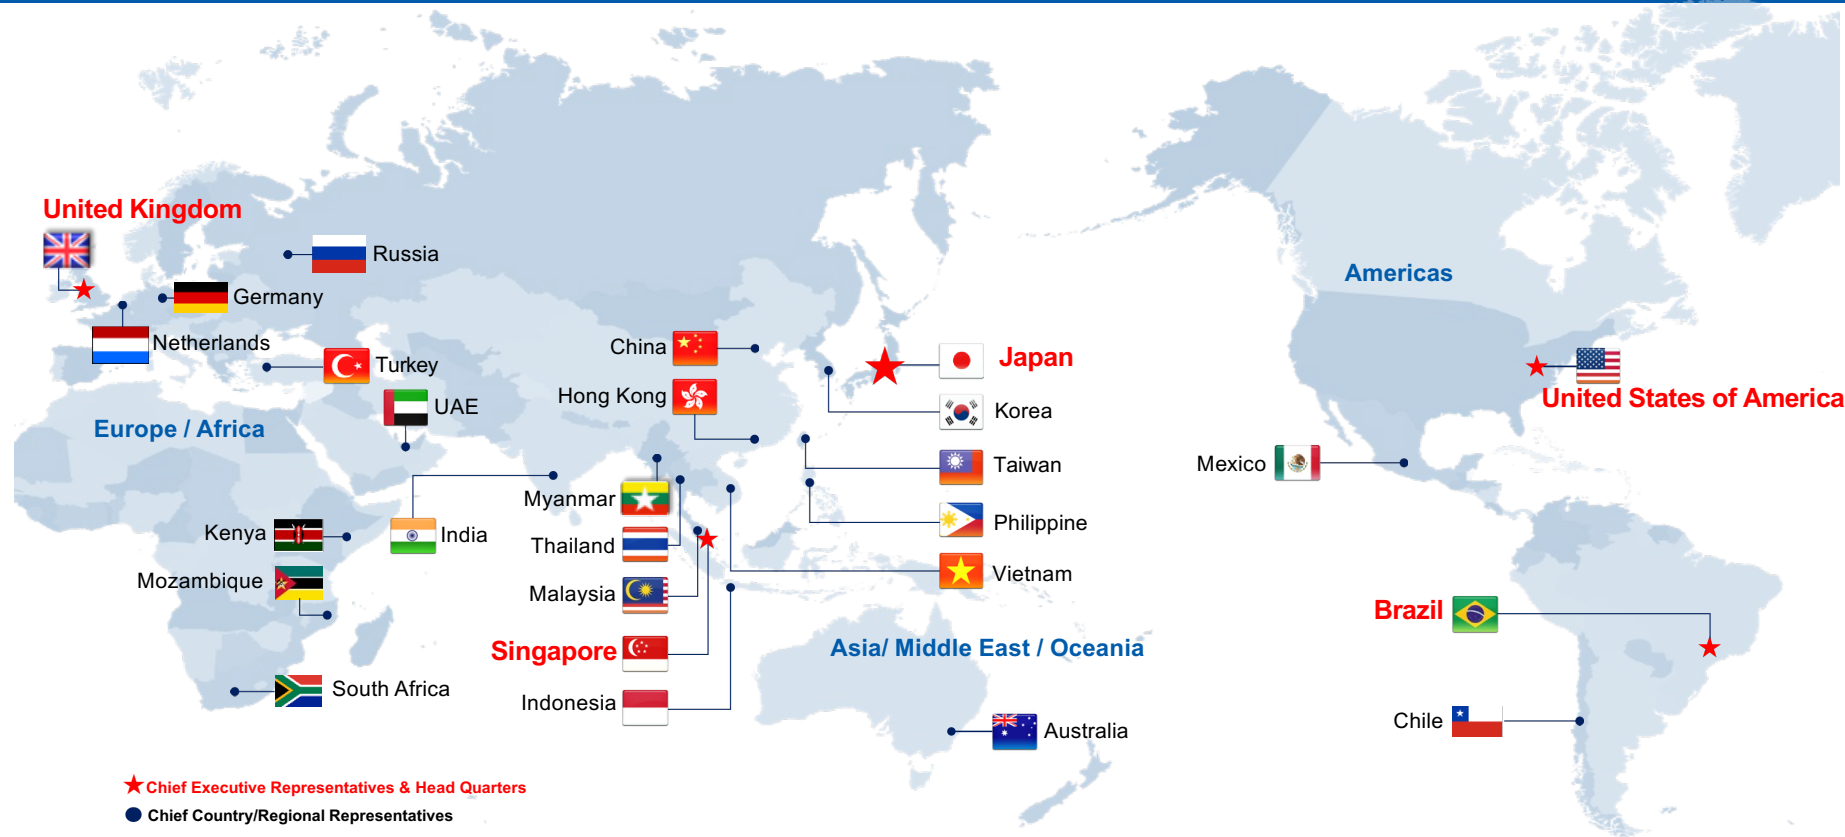 United Kingdom
Russia
Germany
Netherlands
Turkey
UAE
Europe / Africa
Kenya
India
Mozambique
South Africa
China
Hong Kong
Myanmar
Thailand
Malaysia
Singapore
Indonesia
Japan
Korea
Taiwan
Philippine
Vietnam
Asia/ Middle East / Oceania
Australia
Americas
United States of America
Mexico
Brazil
Chile
Chief Executive Representatives & Head Quarters
Chief Country/Regional Representatives